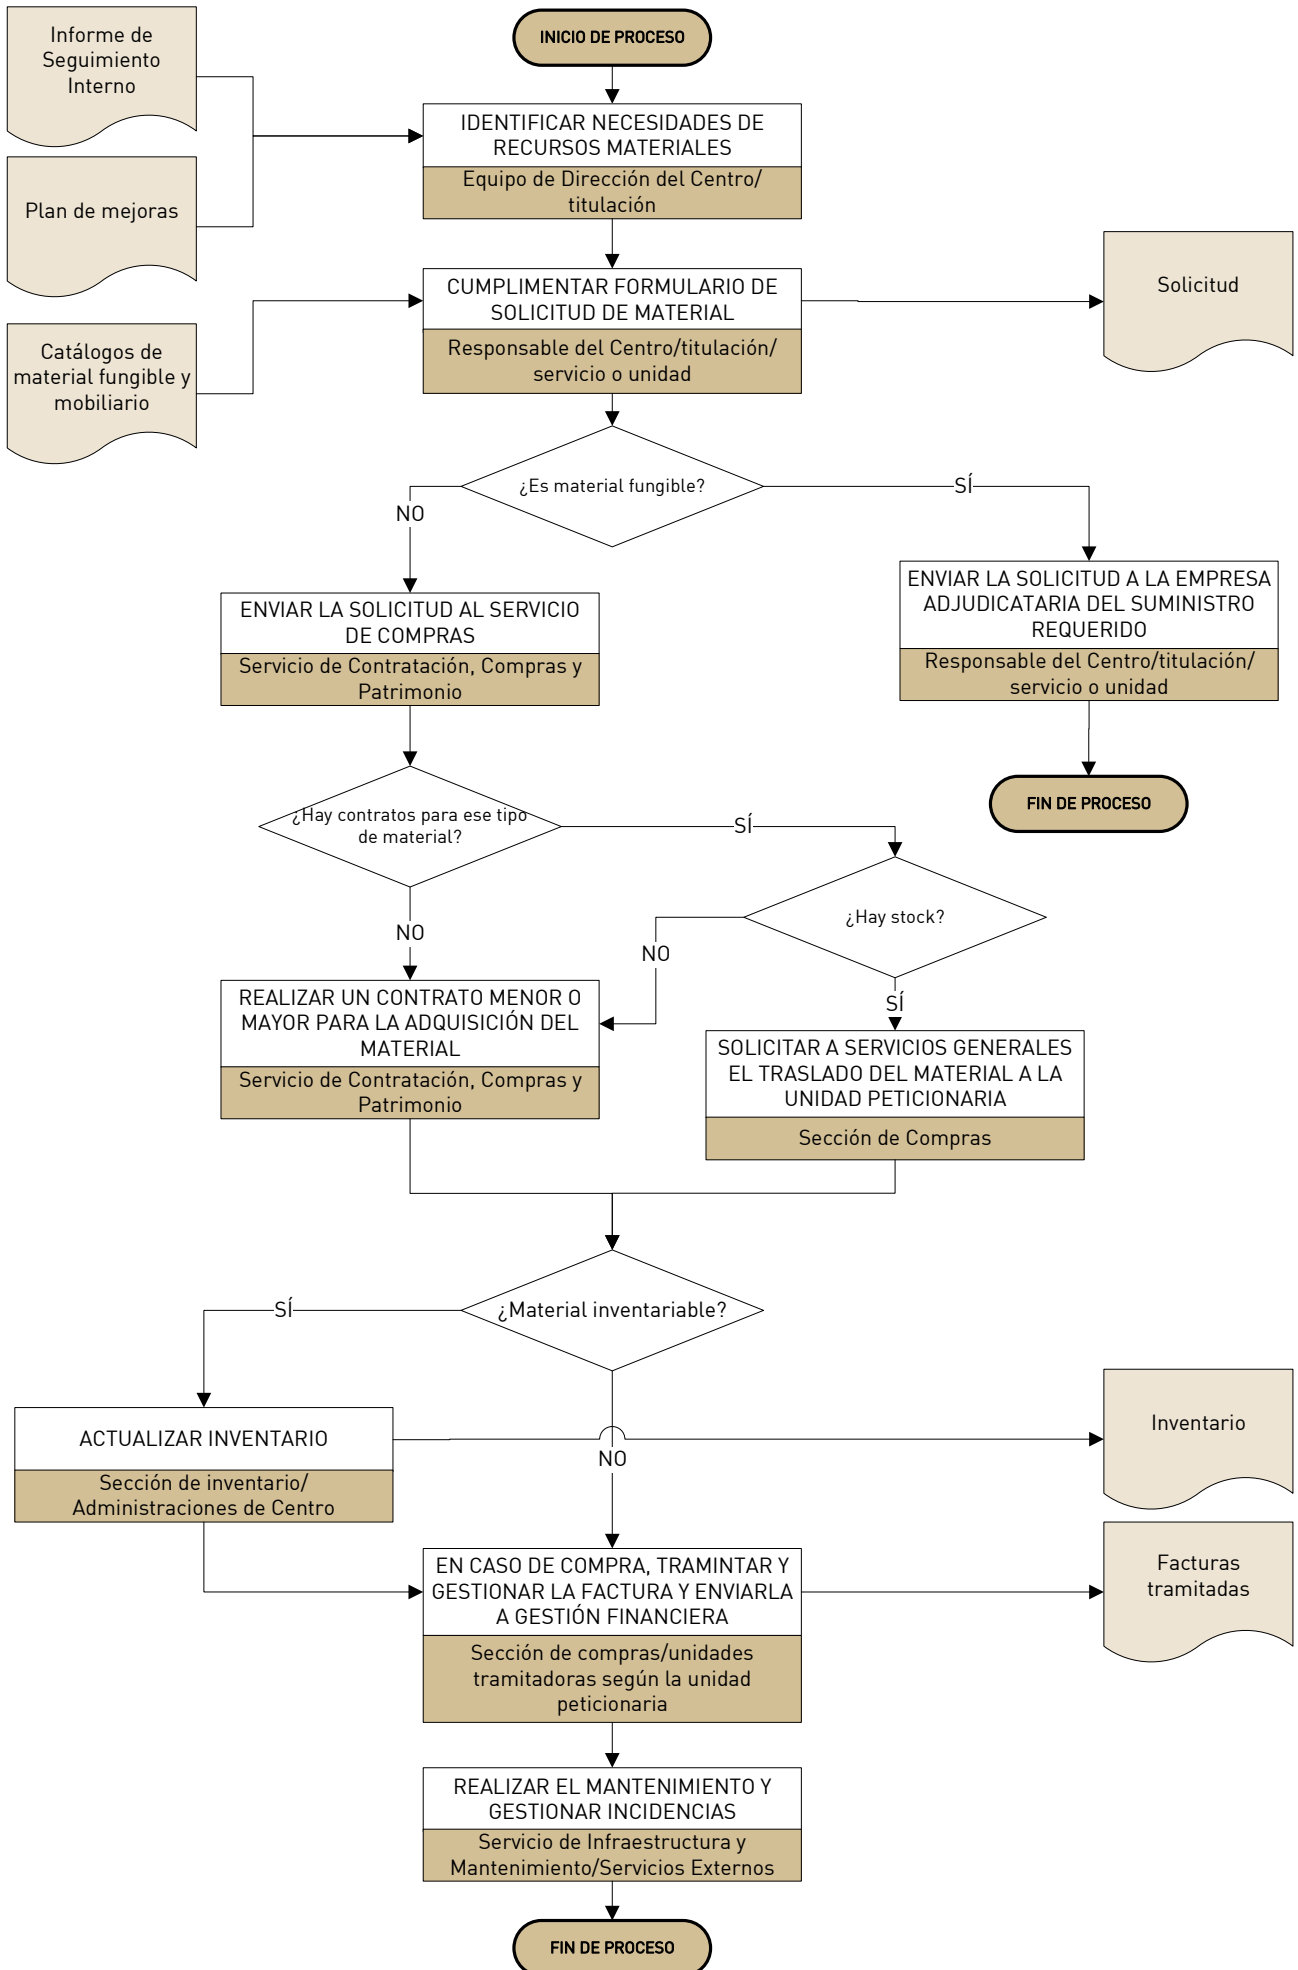 Informe de
Seguimiento
Interno
INICIO DE PROCESO
IDENTIFICAR NECESIDADES DE
RECURSOS MATERIALES
Equipo de Dirección del Centro/
titulación
Plan de mejoras
CUMPLIMENTAR FORMULARIO DE
SOLICITUD DE MATERIAL
Responsable del Centro/titulación/
servicio o unidad
Solicitud
Catálogos de
material fungible y
mobiliario
¿Es material fungible?
NO
SÍ
ENVIAR LA SOLICITUD AL SERVICIO
DE COMPRAS
Servicio de Contratación, Compras y
Patrimonio
ENVIAR LA SOLICITUD A LA EMPRESA
ADJUDICATARIA DEL SUMINISTRO
REQUERIDO
Responsable del Centro/titulación/
servicio o unidad
FIN DE PROCESO
¿Hay contratos para ese tipo
de material?
SÍ
NO
¿Hay stock?
NO
SÍ
REALIZAR UN CONTRATO MENOR O
MAYOR PARA LA ADQUISICIÓN DEL
MATERIAL
Servicio de Contratación, Compras y
Patrimonio
SOLICITAR A SERVICIOS GENERALES
EL TRASLADO DEL MATERIAL A LA
UNIDAD PETICIONARIA
Sección de Compras
¿Material inventariable?
SÍ
NO
ACTUALIZAR INVENTARIO
Sección de inventario/
Administraciones de Centro
Inventario
EN CASO DE COMPRA, TRAMINTAR Y
GESTIONAR LA FACTURA Y ENVIARLA
A GESTIÓN FINANCIERA
Sección de compras/unidades
tramitadoras según la unidad
peticionaria
Facturas
tramitadas
REALIZAR EL MANTENIMIENTO Y
GESTIONAR INCIDENCIAS
Servicio de Infraestructura y
Mantenimiento/Servicios Externos
FIN DE PROCESO